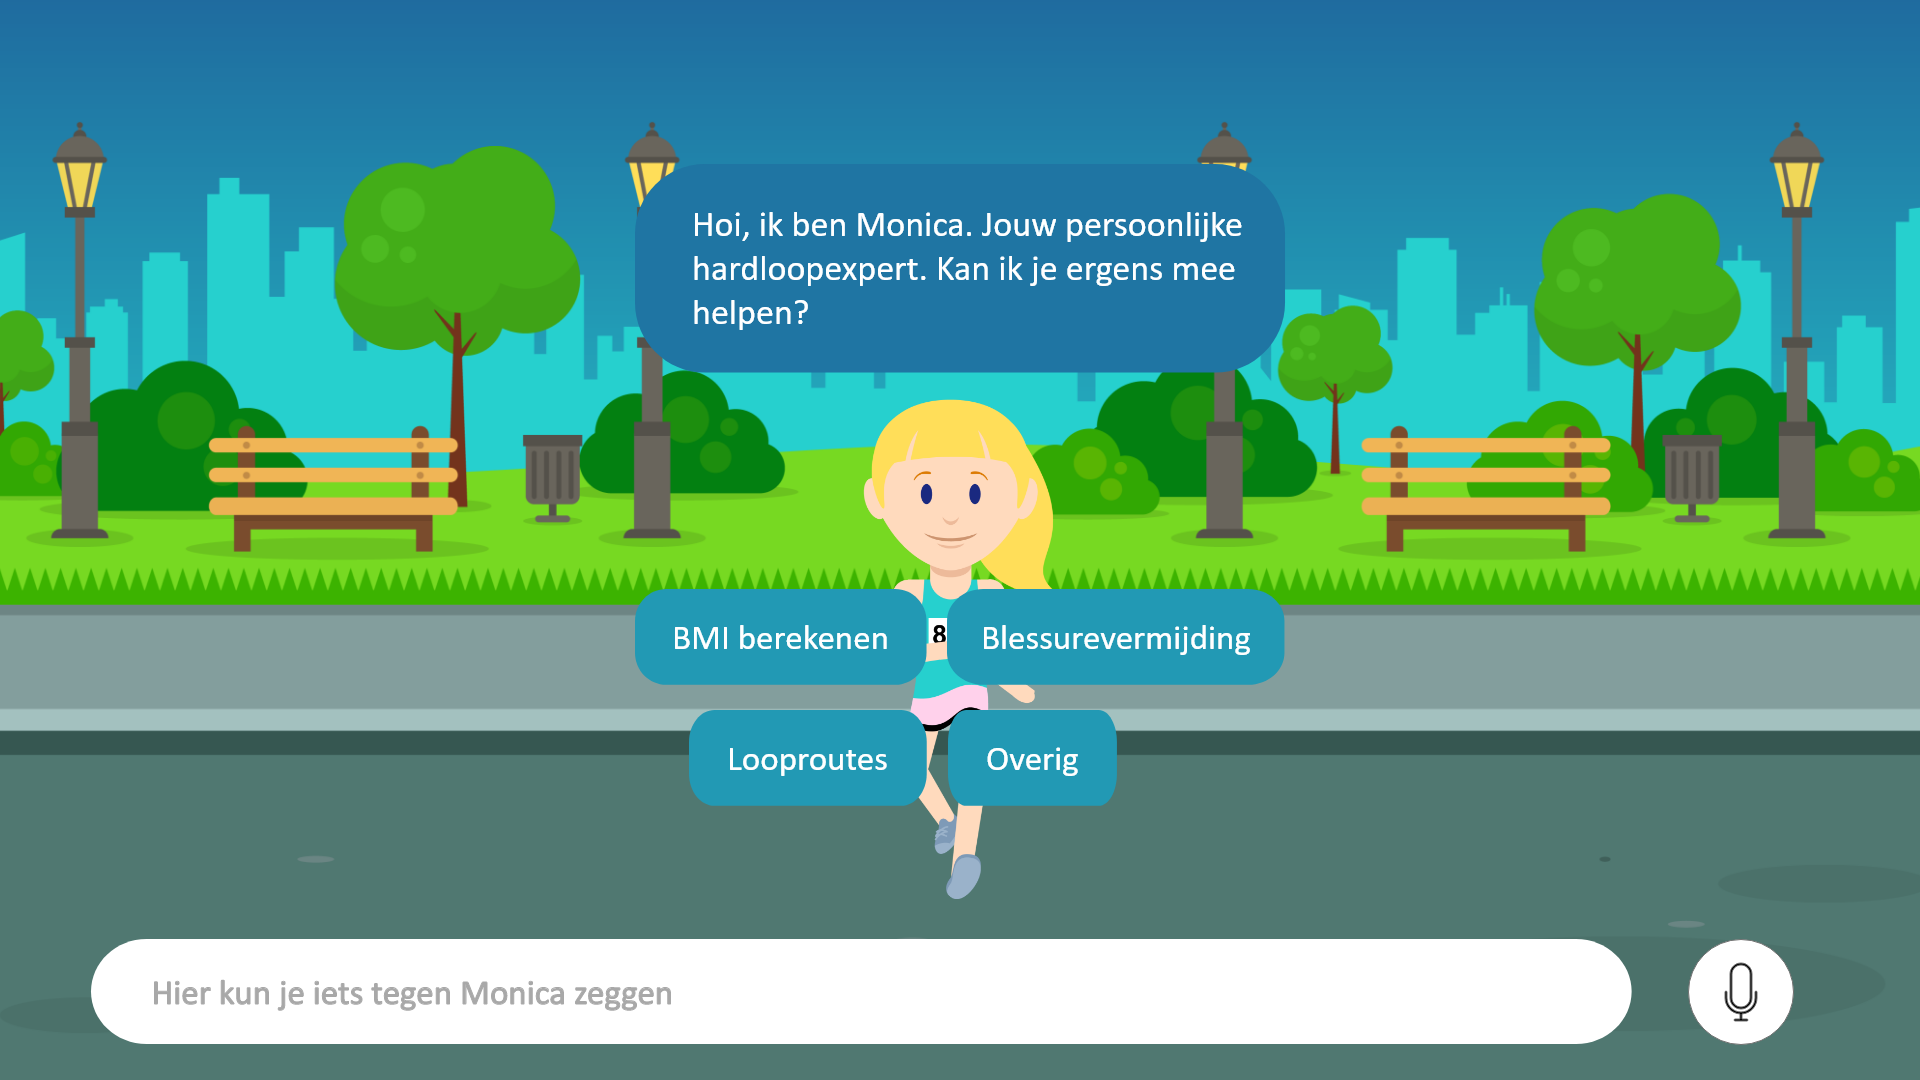 Hoi, ik ben Monica. Jouw persoonlijke
hardloopexpert. Kan ik je ergens mee
helpen?
BMI berekenen
8
Blessurevermijding
Looproutes
Overig
Hier kun je iets tegen Monica zeggen